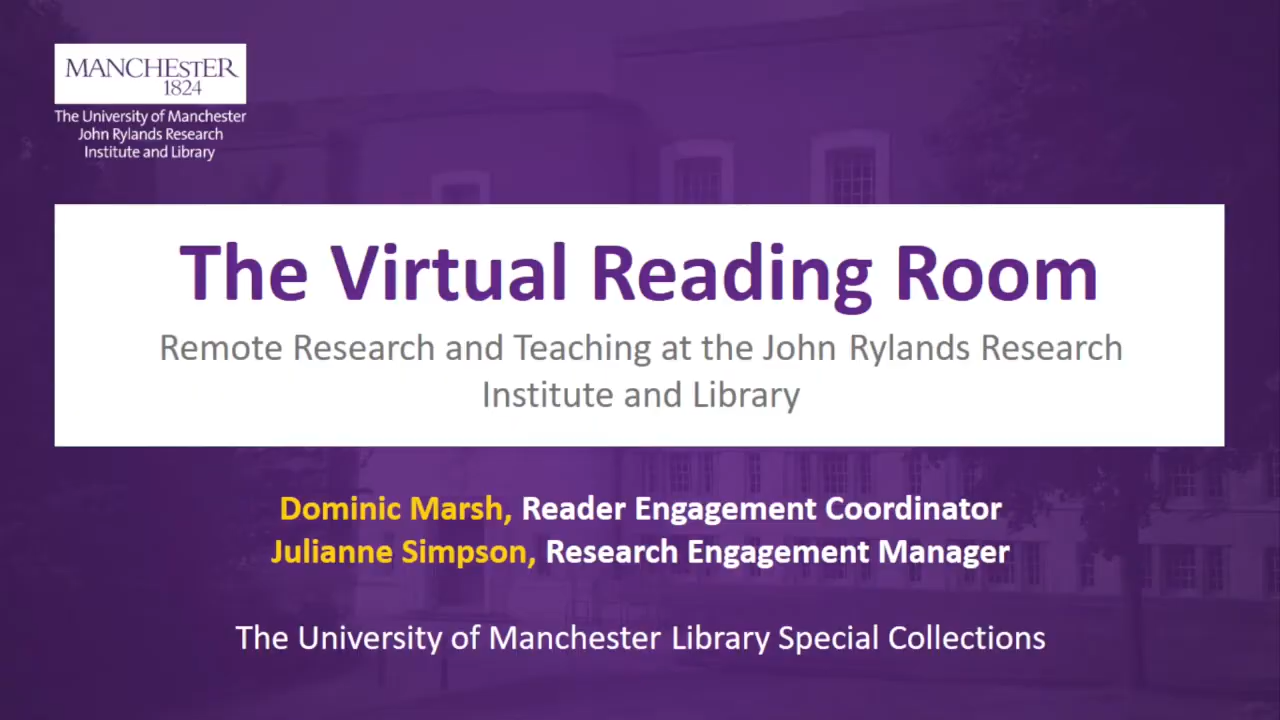 MANCHESTER
1824
The University of Manchester
John Rylands Research
Institute and Library
The Virtual Reading Room
Remote Research and Teaching at the John Rylands Research
Institute and Library
Dominic Marsh, Reader Engagement Coordinator
Julianne Simpson, Research Engagement Manager
The University of Manchester Library Special Collections